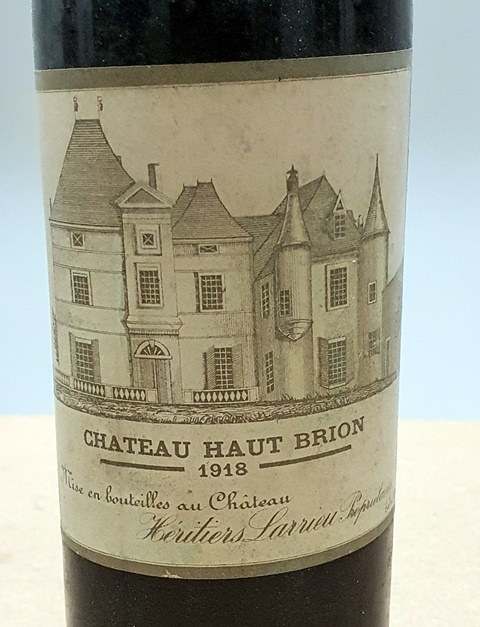 CHATEAU HAUT BRION
1918
Mise en bouteilles au Château
Héritiers Larrieu